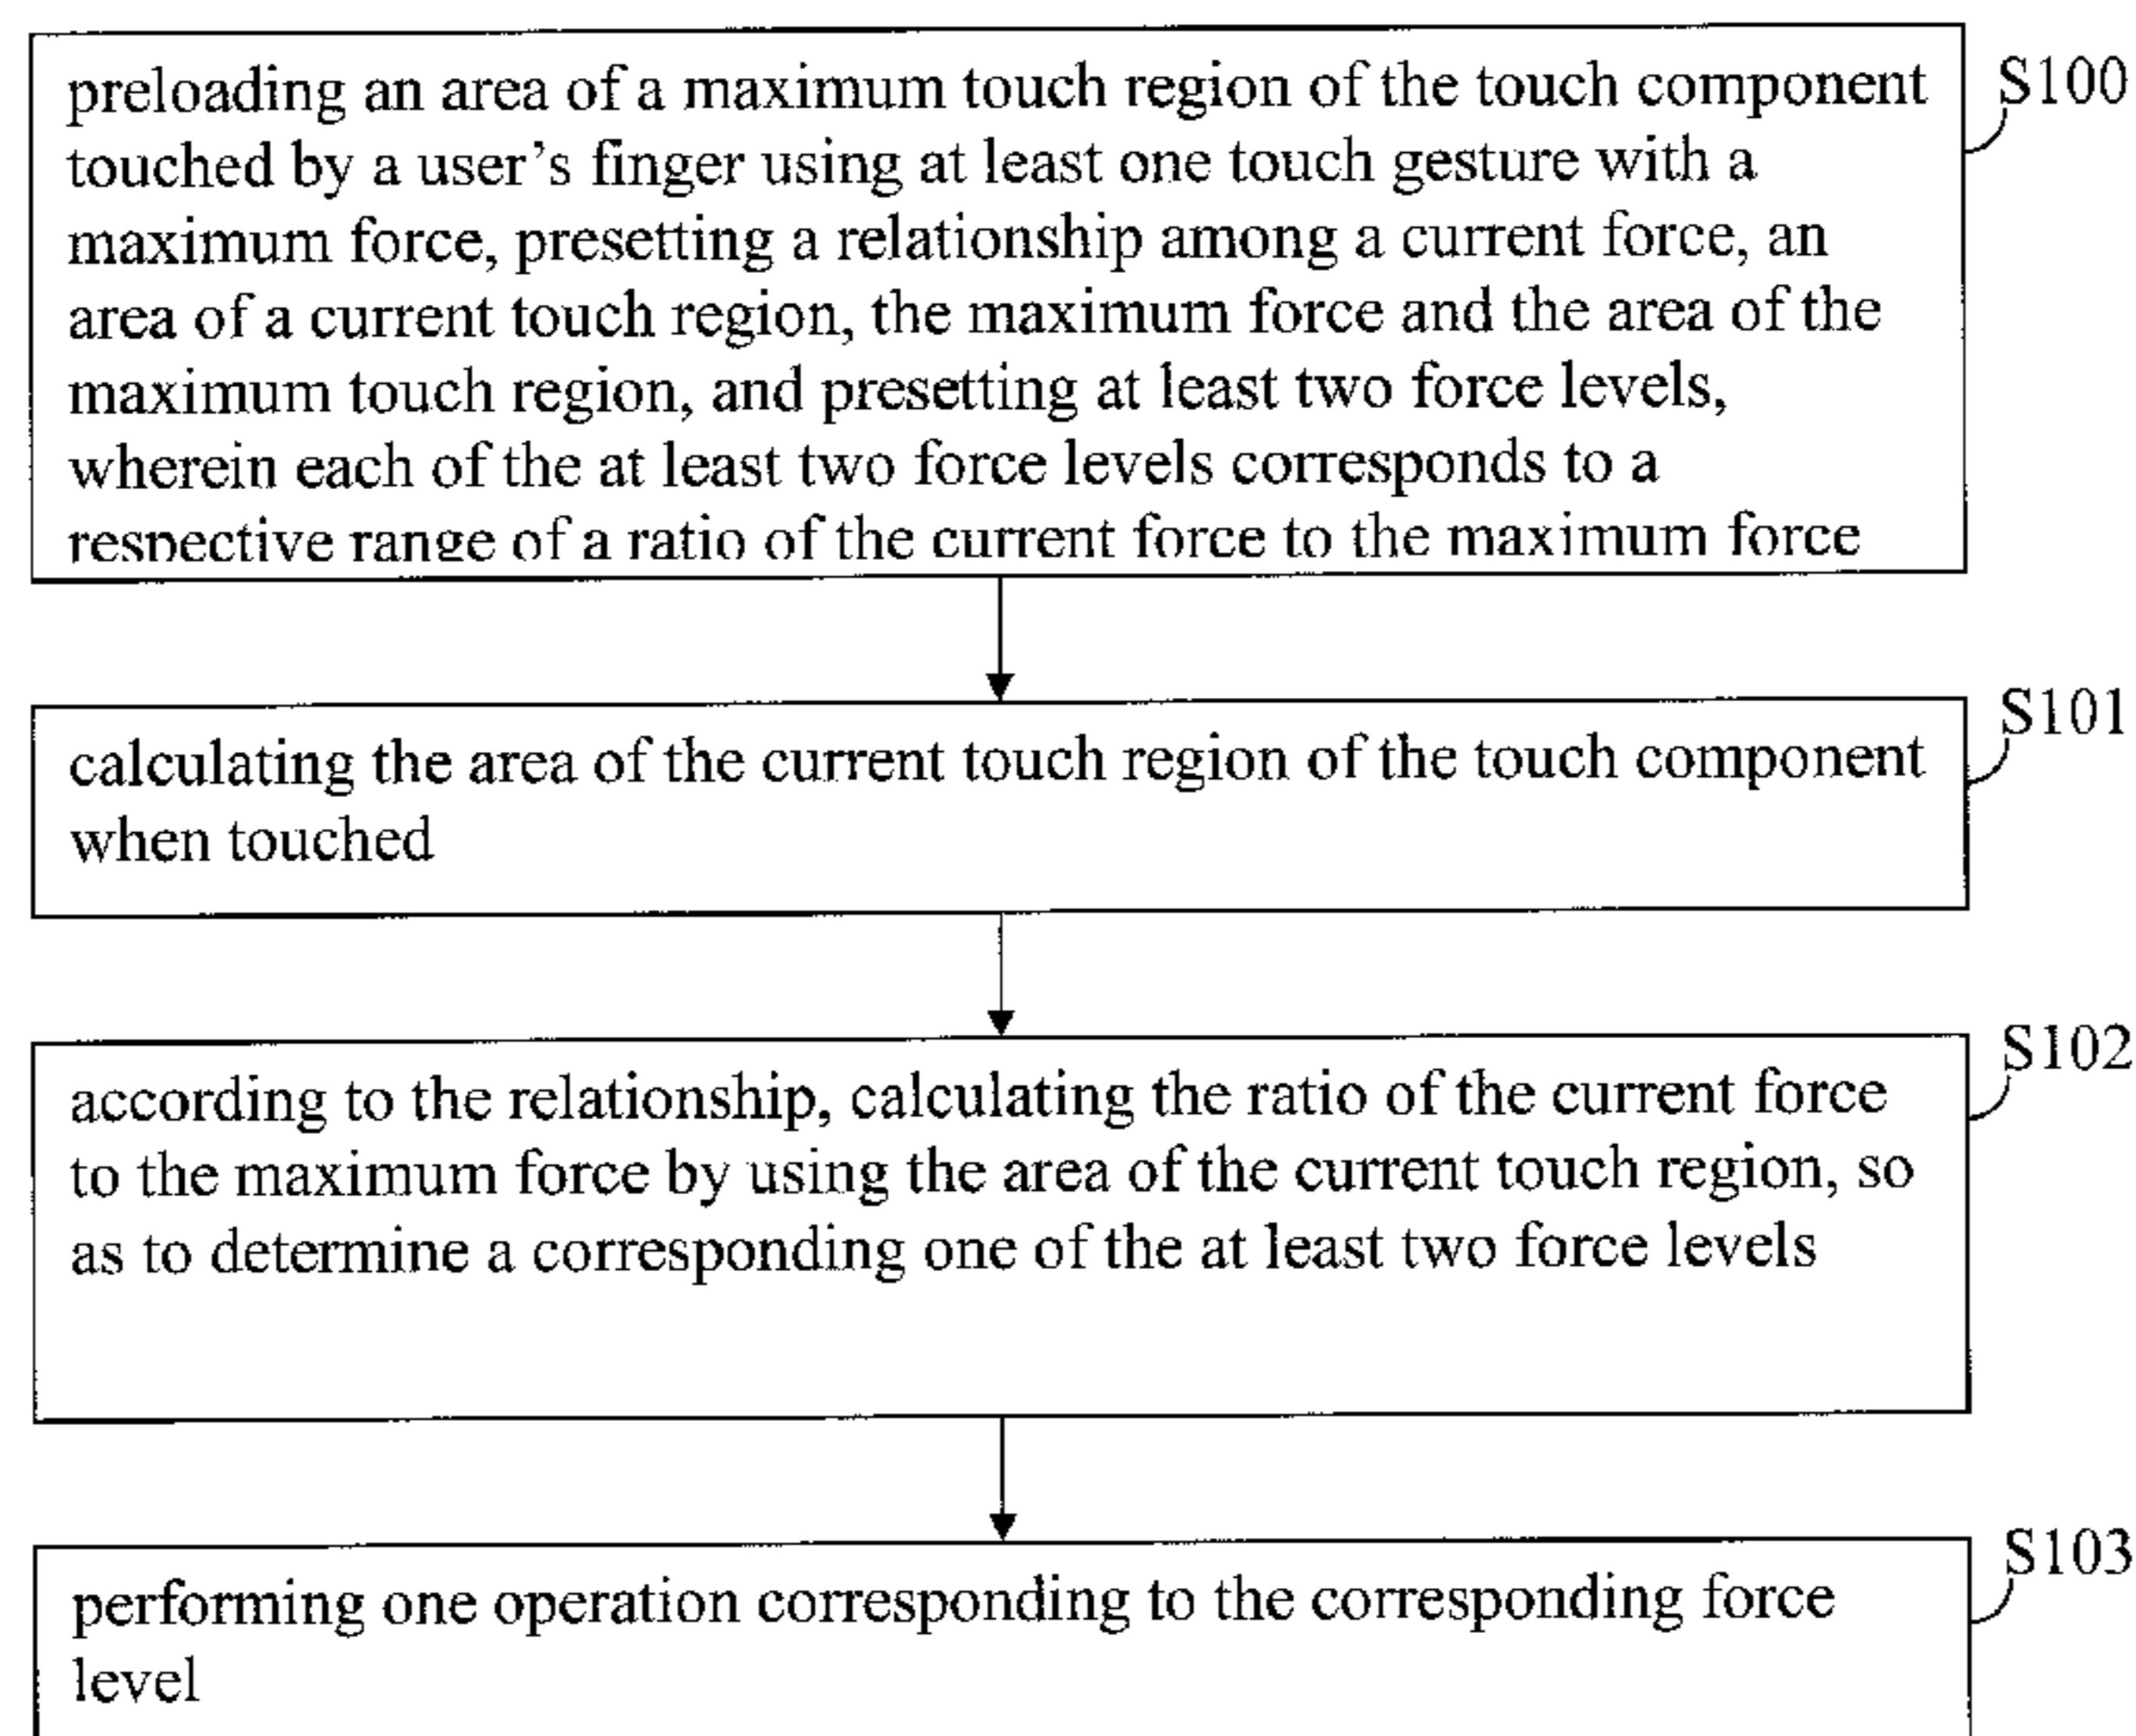 preloading an area of a maximum touch region of the touch component
touched by a user's finger using at least one touch gesture with a
maximum force, presetting a relationship among a current force, an
area of a current touch region, the maximum force and the area of the
maximum touch region, and presetting at least two force levels,
wherein each of the at least two force levels corresponds to a
respective range of a ratio of the current force to the maximum force
S100
calculating the area of the current touch region of the touch component
when touched
S101
according to the relationship, calculating the ratio of the current force
to the maximum force by using the area of the current touch region, so
as to determine a corresponding one of the at least two force levels
S102
performing one operation corresponding to the corresponding force
level
S103